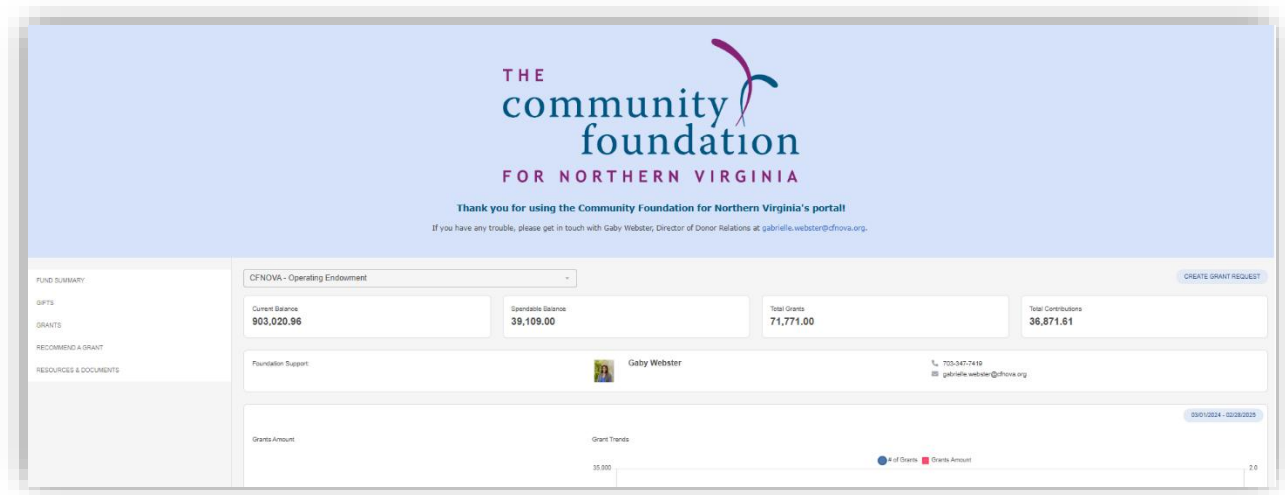 THE
community
foundation
FOR NORTHERN VIRGINIA
Thank you for using the Community Foundation for Northern Virginia's portal!
If you have any trouble, please get in touch with Gaby Webster, Director of Donor Relations at gabrielle.webster@cfnova.org.
FUND SUMMARY
GIFTS
GRANTS
RECOMMEND A GRANT
RESOURCES & DOCUMENTS
CFNOVA - Operating Endowment
CREATE GRANT REQUEST
Current Balance
903,020.96
Spendable Balance
39,109.00
Total Grants
71,771.00
Total Contributions
36,871.61
Foundation Support
Gaby Webster
703-347-7419
gabrielle.webster@cfnova.org
03/01/2024 - 02/28/2025
Grants Amount
Grant Trends
# of Grants Grants Amount
35,000
2.0